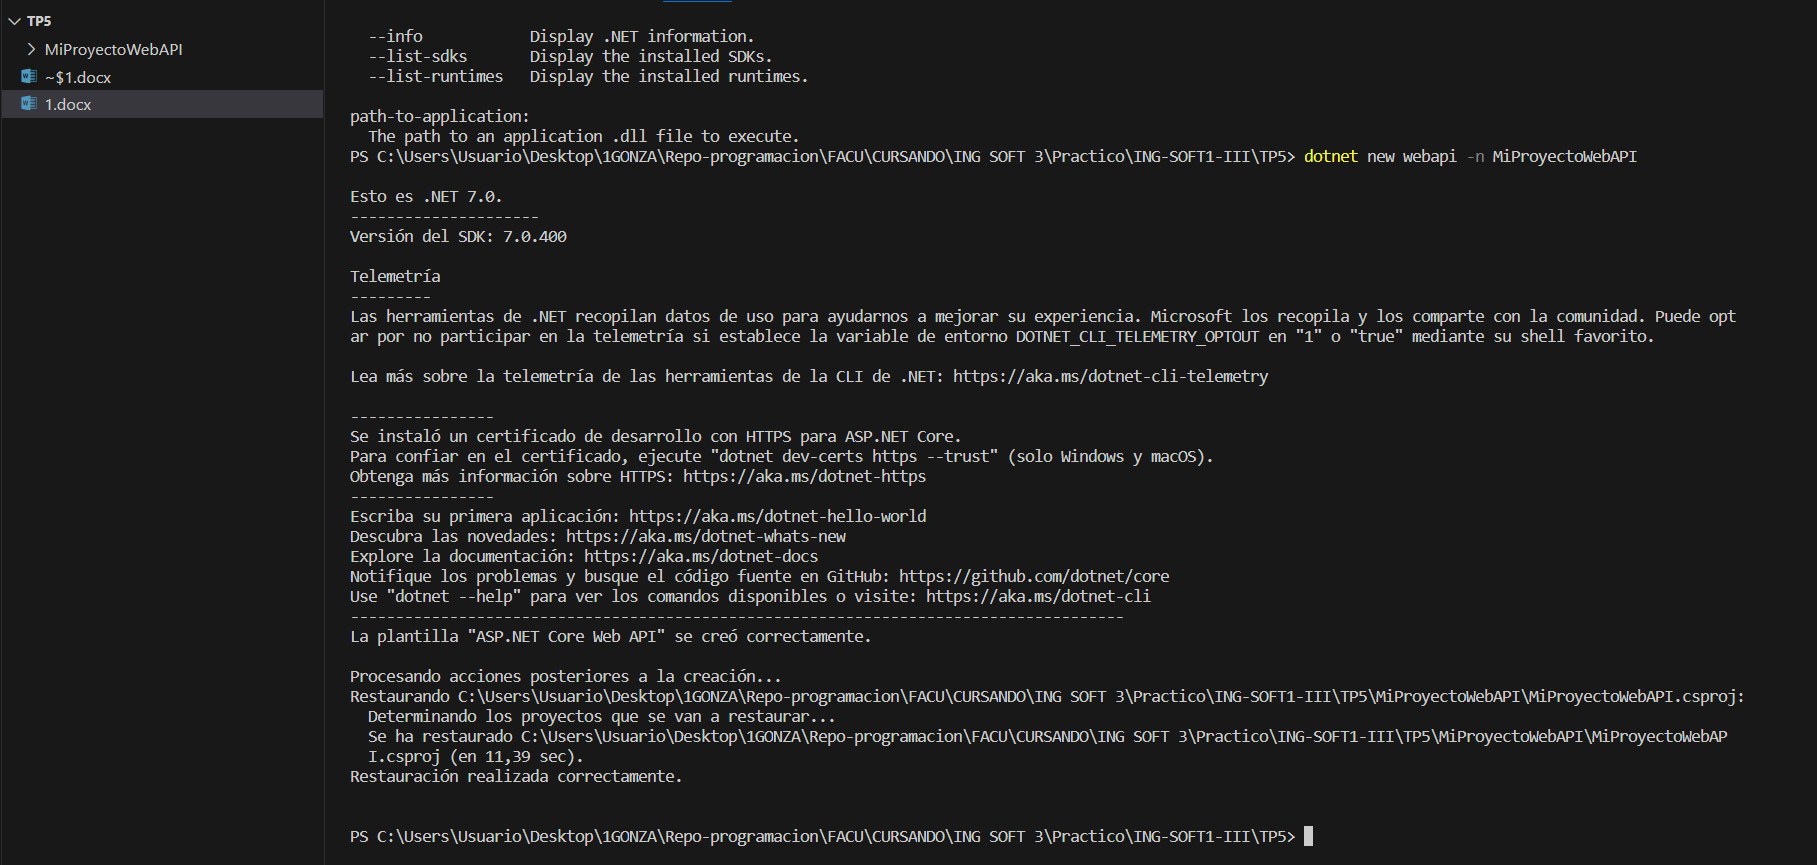 TP5
MiProyectoWebAPI
~$1.docx
1.docx
--info Display .NET information.
--list-sdks Display the installed SDKs.
--list-runtimes Display the installed runtimes.
path-to-application:
The path to an application .dll file to execute.
PS C:\Users\Usuario\Desktop\1GONZA\Repo-programacion\FACU\CURSANDO\ING SOFT 3\Practico\ING-SOFT1-III\TP5> dotnet new webapi -n MiProyectoWebAPI
Esto es .NET 7.0.
---------------------
Versión del SDK: 7.0.400
Telemetría
---------
Las herramientas de .NET recopilan datos de uso para ayudarnos a mejorar su experiencia. Microsoft los recopila y los comparte con la comunidad. Puede opt
ar por no participar en la telemetría si establece la variable de entorno DOTNET_CLI_TELEMETRY_OPTOUT en "1" o "true" mediante su shell favorito.
Lea más sobre la telemetría de las herramientas de la CLI de .NET: https://aka.ms/dotnet-cli-telemetry
----------------
Se instaló un certificado de desarrollo con HTTPS para ASP.NET Core.
Para confiar en el certificado, ejecute "dotnet dev-certs https --trust" (solo Windows y macOS).
Obtenga más información sobre HTTPS: https://aka.ms/dotnet-https
----------------
Escriba su primera aplicación: https://aka.ms/dotnet-hello-world
Descubra las novedades: https://aka.ms/dotnet-whats-new
Explore la documentación: https://aka.ms/dotnet-docs
Notifique los problemas y busque el código fuente en GitHub: https://github.com/dotnet/core
Use "dotnet --help" para ver los comandos disponibles o visite: https://aka.ms/dotnet-cli
--------------------------------------------------------------------------------------
La plantilla "ASP.NET Core Web API" se creó correctamente.
Procesando acciones posteriores a la creación...
Restaurando C:\Users\Usuario\Desktop\1GONZA\Repo-programacion\FACU\CURSANDO\ING SOFT 3\Practico\ING-SOFT1-III\TP5\MiProyectoWebAPI\MiProyectoWebAPI.csproj:
Determinando los proyectos que se van a restaurar...
Se ha restaurado C:\Users\Usuario\Desktop\1GONZA\Repo-programacion\FACU\CURSANDO\ING SOFT 3\Practico\ING-SOFT1-III\TP5\MiProyectoWebAPI\MiProyectoWebAP
I.csproj (en 11,39 sec).
Restauración realizada correctamente.
PS C:\Users\Usuario\Desktop\1GONZA\Repo-programacion\FACU\CURSANDO\ING SOFT 3\Practico\ING-SOFT1-III\TP5>